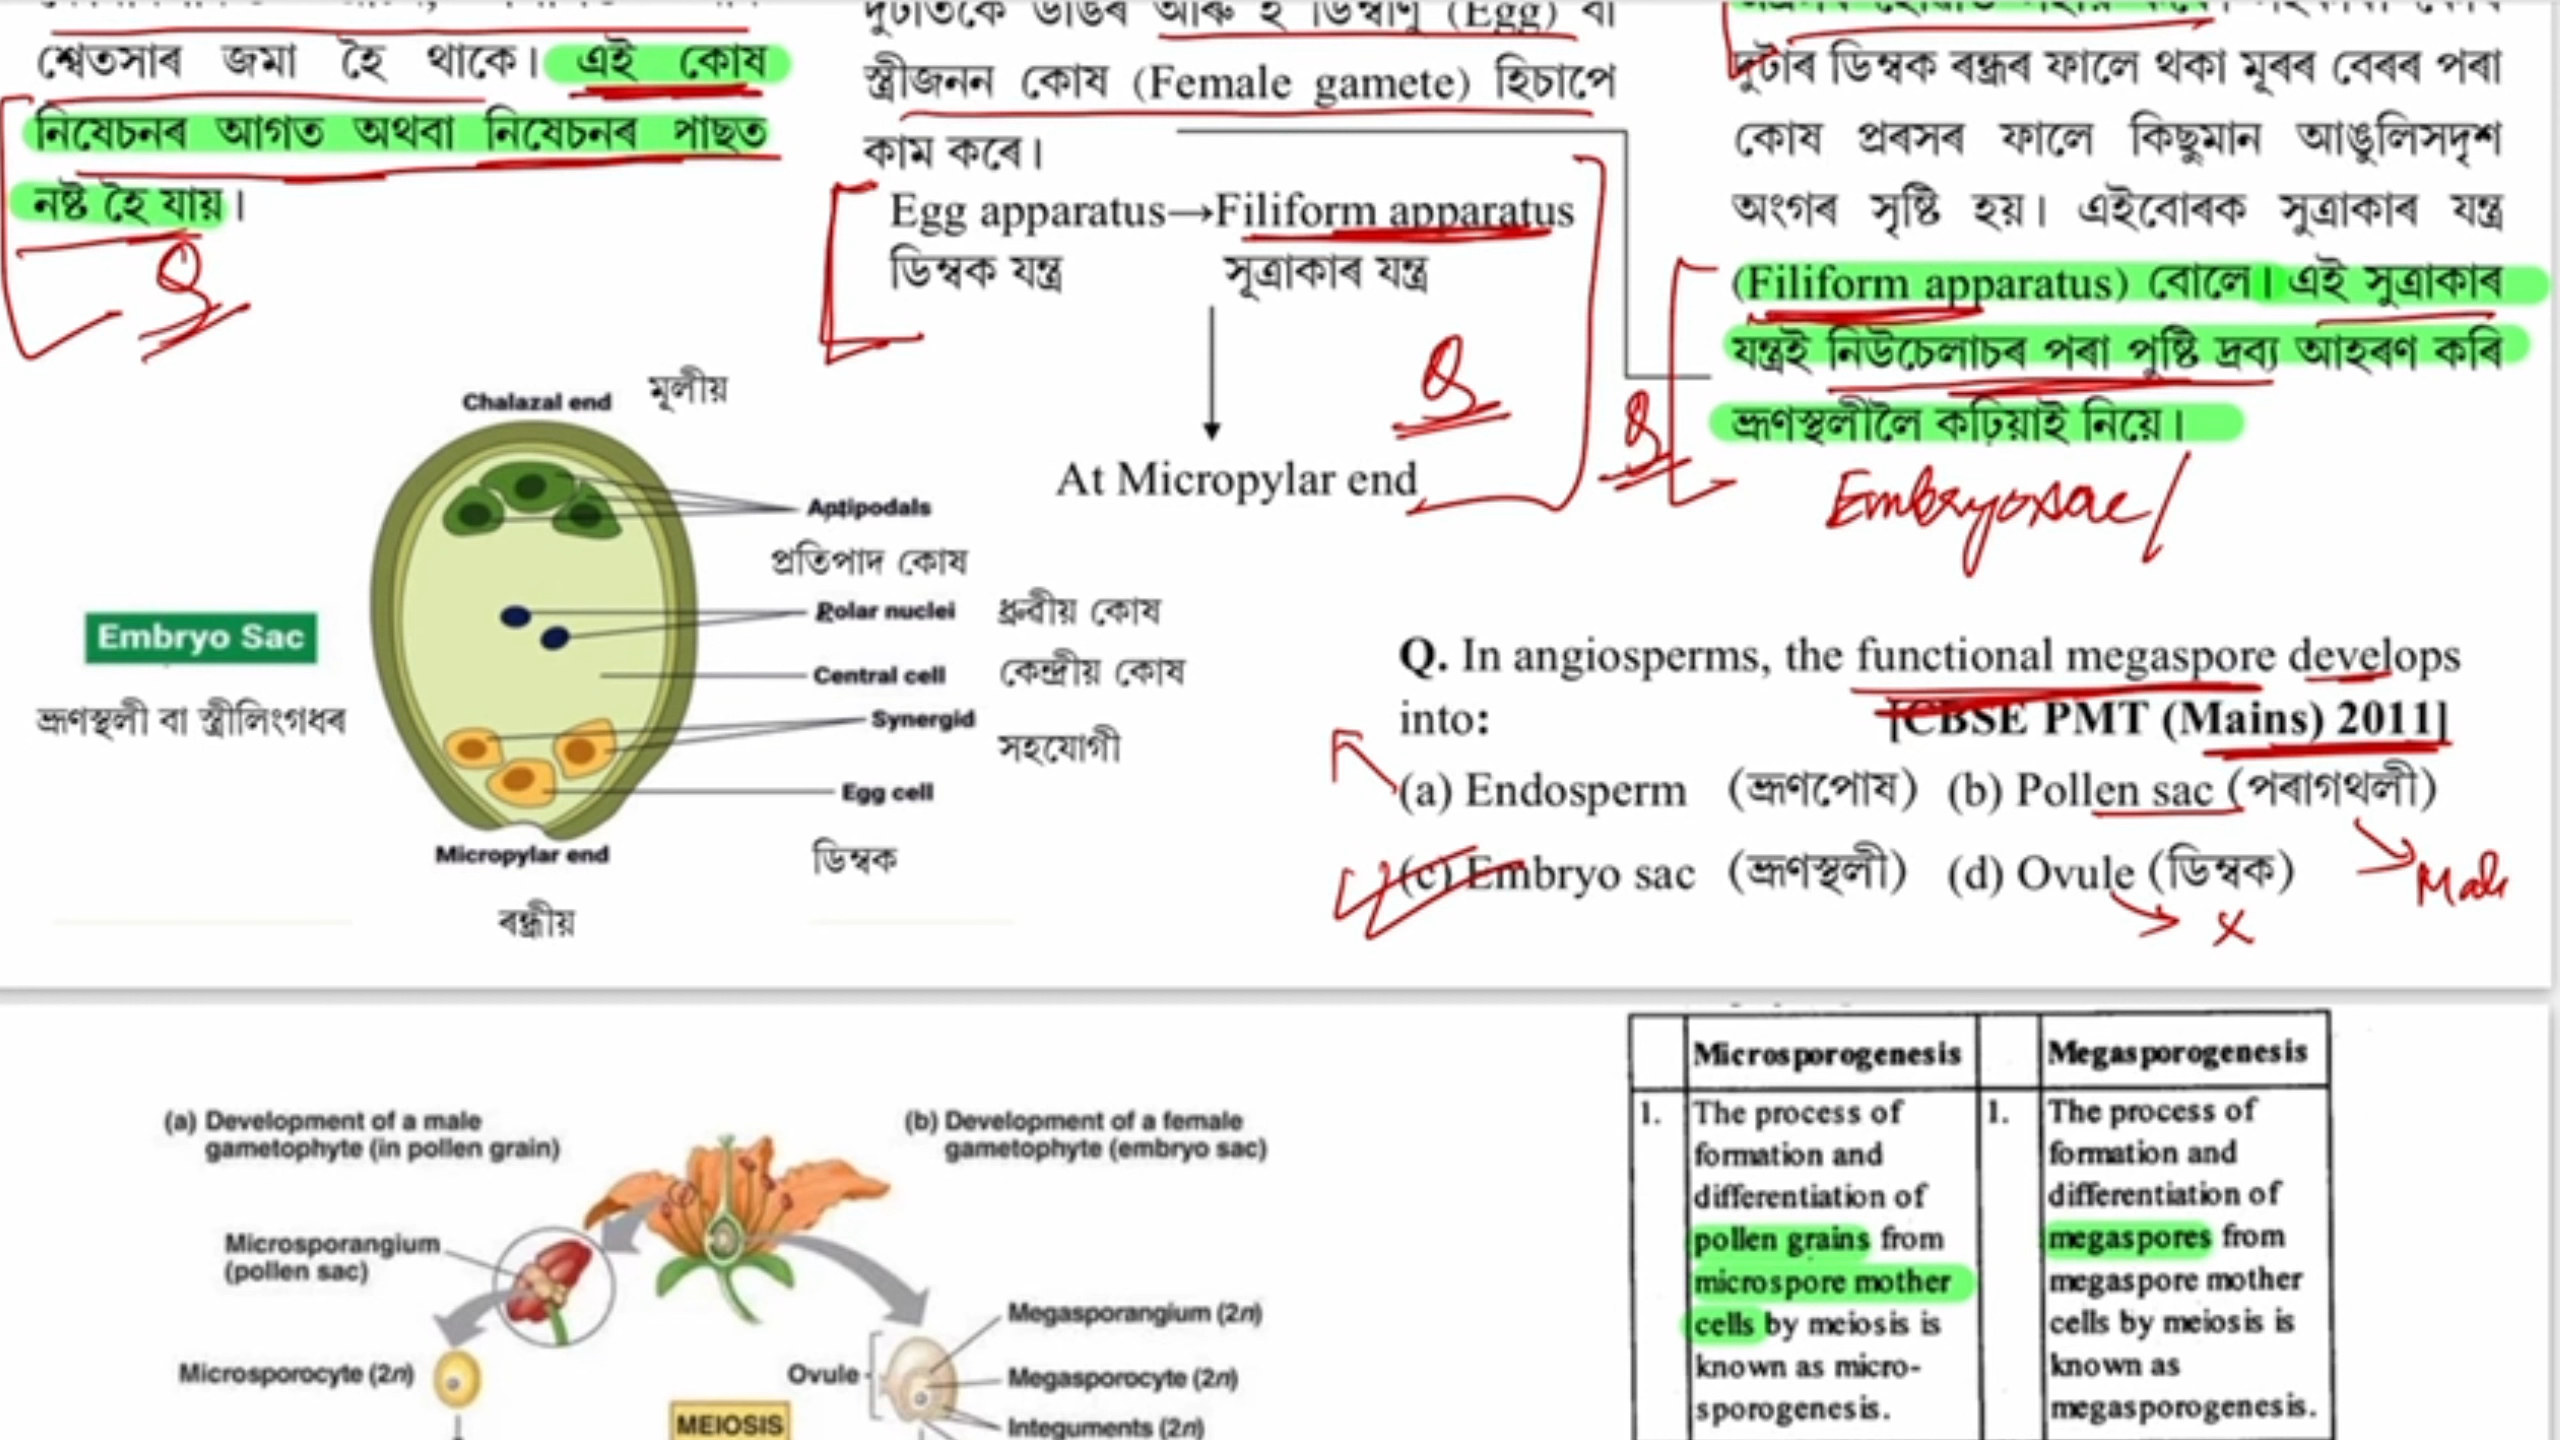 শ্বেতসাৰ জমা হৈ থাকে। এই কোষ
নিষেচনৰ আগত অথবা নিষেচনৰ পাছত
নষ্ট হৈ যায়।
দুটাতকৈ ডাঙৰ আৰু ই ডিম্বাণু (Egg) বা
স্ত্ৰীজনন কোষ (Female gamete) হিচাপে
কাম কৰে।
Egg apparatus→Filiform apparatus
ডিম্বক যন্ত্ৰ সূত্ৰাকাৰ যন্ত্ৰ
At Micropylar end
দুটাৰ ডিম্বক ৰন্ধ্ৰৰ ফালে থকা মূৰৰ বেৰৰ পৰা
কোষ প্ৰৰসৰ ফালে কিছুমান আঙুলিসদৃশ
অংগৰ সৃষ্টি হয়। এইবোৰক সুত্ৰাকাৰ যন্ত্ৰ
(Filiform apparatus) বোলে। এই সুত্ৰাকাৰ
যন্ত্ৰই নিউচেলাচৰ পৰা পুষ্টি দ্ৰব্য আহৰণ কৰি
ভ্ৰূণস্থলীলৈ কঢ়িয়াই নিয়ে।
Embryosac
Chalazal end মূলীয়
Antipodals
প্ৰতিপাদ কোষ
Polar nuclei ধ্ৰুৱীয় কোষ
Central cell কেন্দ্ৰীয় কোষ
Synergid
সহযোগী
Egg cell
ডিম্বক
Micropylar end
ৰন্ধ্ৰীয়
Embryo Sac
ভ্ৰূণস্থলী বা স্ত্ৰীলিংগধৰ
Q. In angiosperms, the functional megaspore develops
into: [CBSE PMT (Mains) 2011]
(a) Endosperm (ভ্ৰূণপোষ) (b) Pollen sac (পৰাগথলী)
(c) Embryo sac (ভ্ৰূণস্থলী) (d) Ovule (ডিম্বক)
Male
x
(a) Development of a male
gametophyte (in pollen grain)
(b) Development of a female
gametophyte (embryo sac)
Microsporangium
(pollen sac)
Microsporocyte (2n)
MEIOSIS
Ovule
Megasporangium (2n)
Megasporocyte (2n)
Integuments (2n)
Microsporogenesis
1. The process of
formation and
differentiation of
pollen grains from
microspore mother
cells by meiosis is
known as micro-
sporogenesis.
Megasporogenesis
1. The process of
formation and
differentiation of
megaspores from
megaspore mother
cells by meiosis is
known as
megasporogenesis.